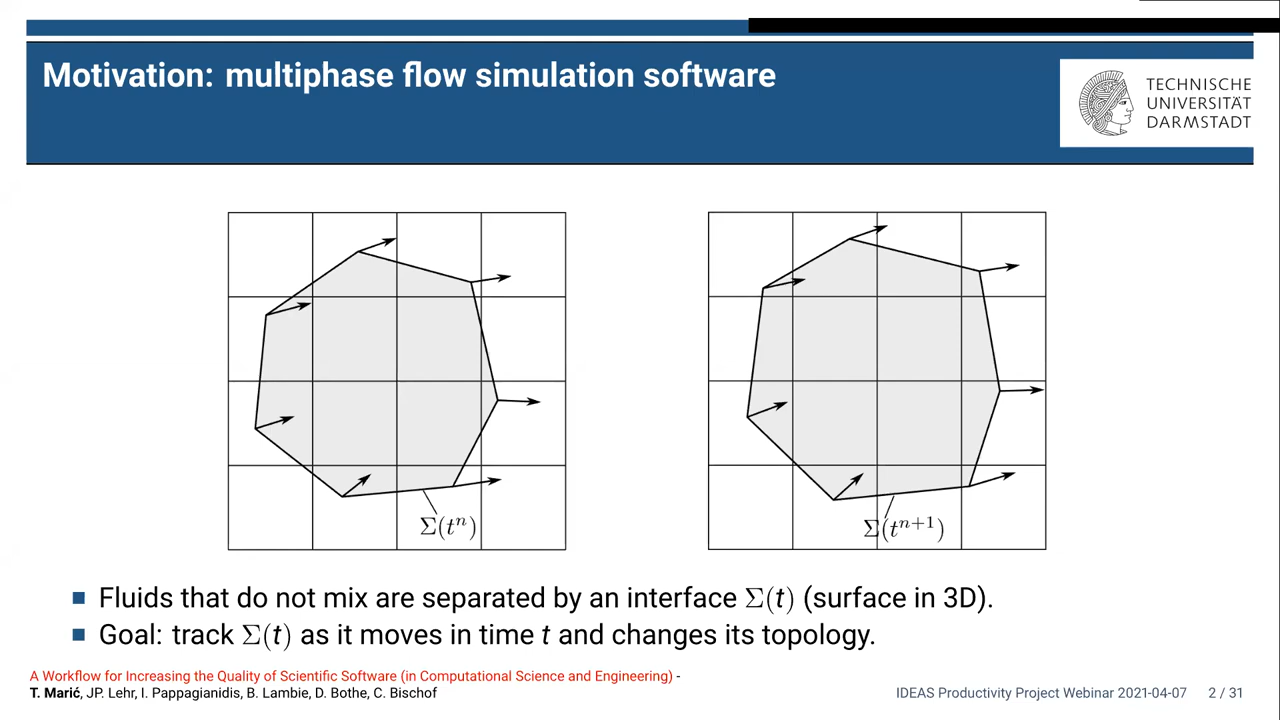 Motivation: multiphase flow simulation software
TECHNISCHE
UNIVERSITÄT
DARMSTADT
Σ(tⁿ)
Σ(tⁿ⁺¹)
Fluids that do not mix are separated by an interface Σ(t) (surface in 3D).
Goal: track Σ(t) as it moves in time t and changes its topology.
A Workflow for Increasing the Quality of Scientific Software (in Computational Science and Engineering) -
T. Marić, JP. Lehr, I. Pappagianidis, B. Lambie, D. Bothe, C. Bischof
IDEAS Productivity Project Webinar 2021-04-07 2 / 31